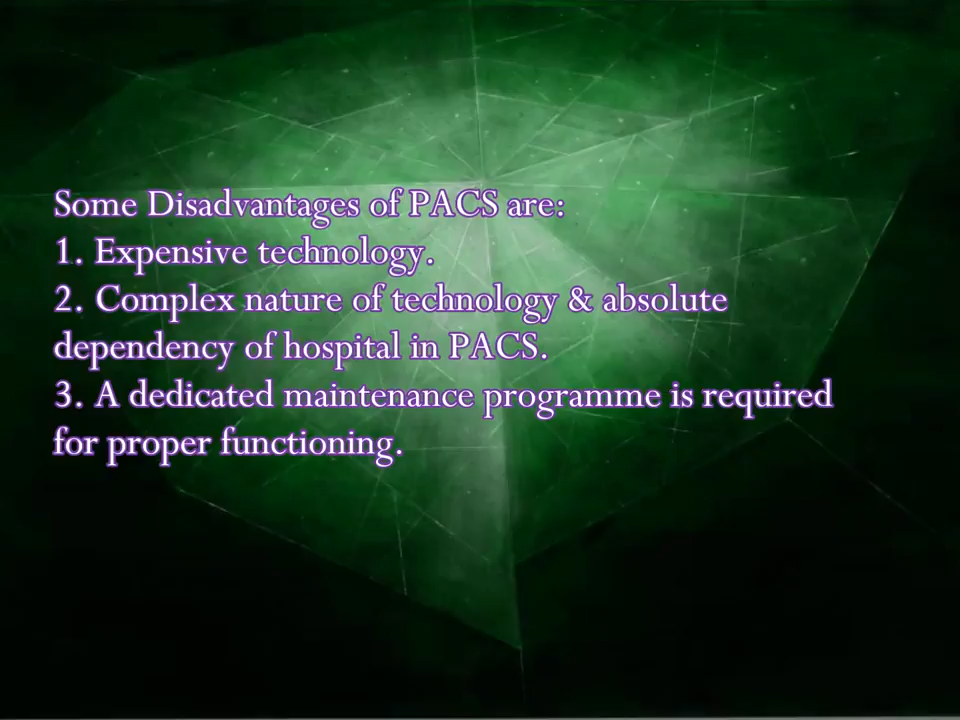 Some Disadvantages of PACS are:
1. Expensive technology.
2. Complex nature of technology & absolute
dependency of hospital in PACS.
3. A dedicated maintenance programme is required
for proper functioning.